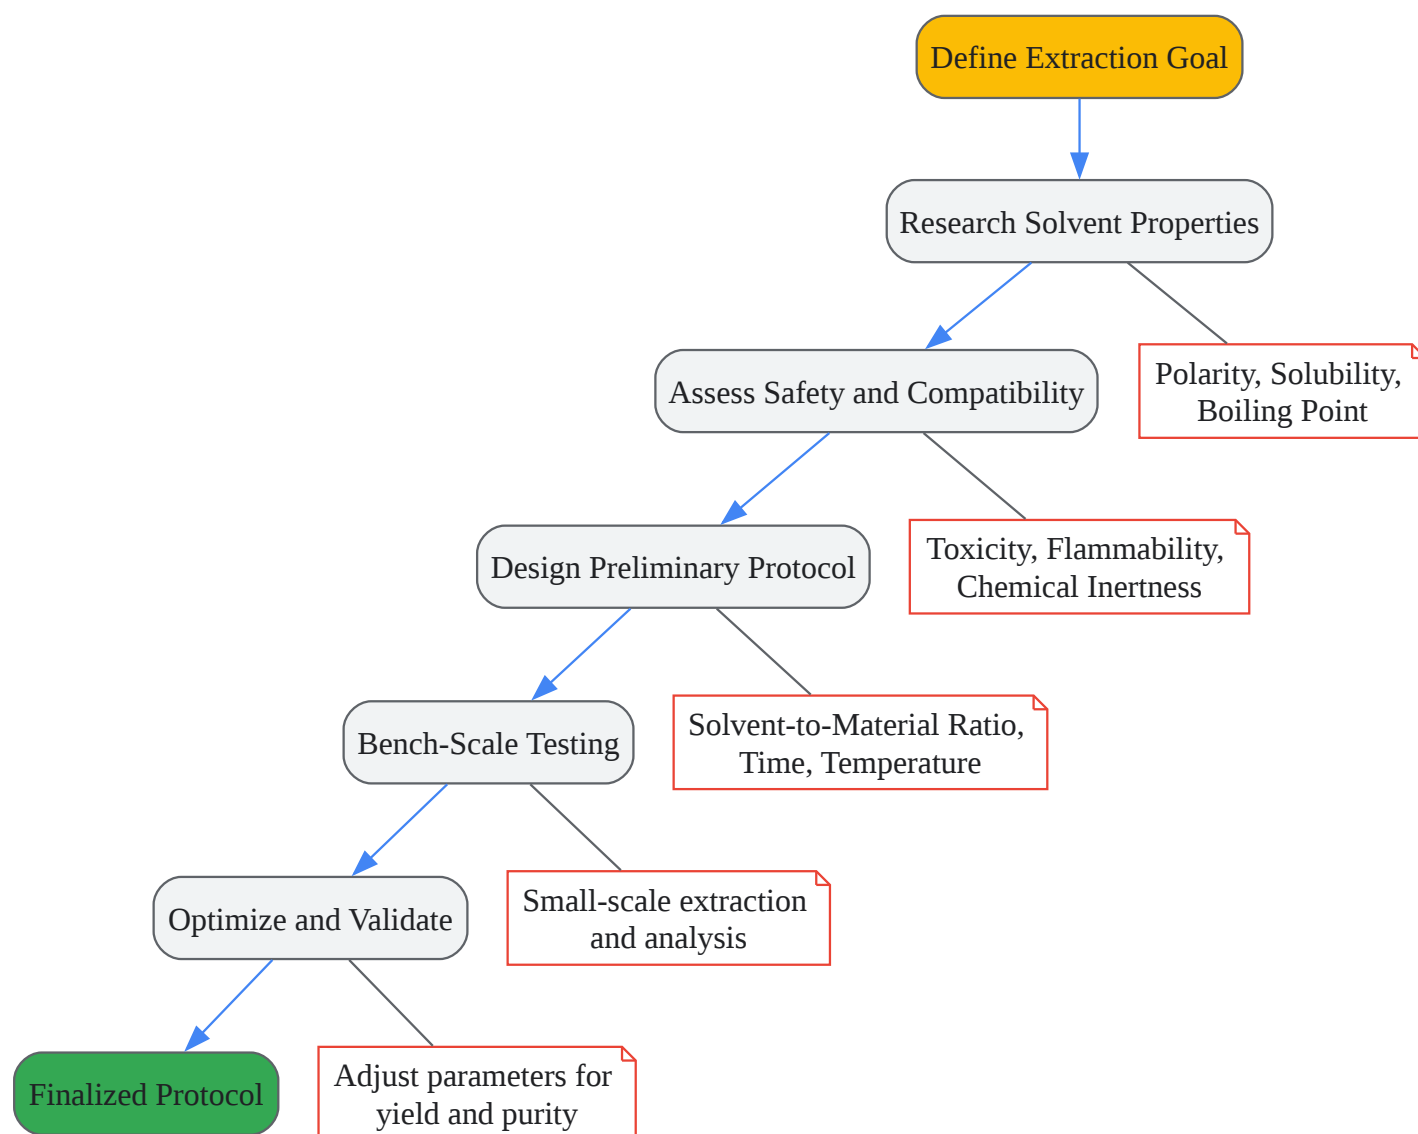 Define Extraction Goal
Research Solvent Properties
Polarity, Solubility,
Boiling Point
Assess Safety and Compatibility
Toxicity, Flammability,
Chemical Inertness
Design Preliminary Protocol
Solvent-to-Material Ratio,
Time, Temperature
Bench-Scale Testing
Small-scale extraction
and analysis
Optimize and Validate
Adjust parameters for
yield and purity
Finalized Protocol